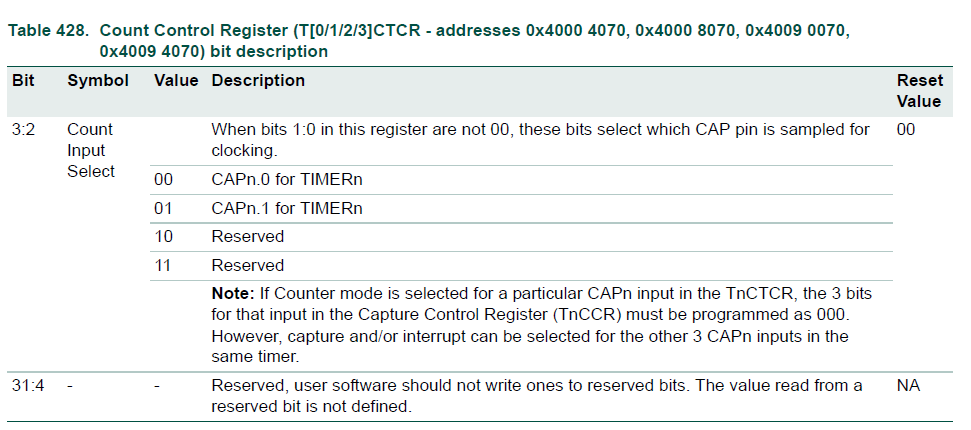 Table 428. Count Control Register (T[0/1/2/3]CTCR - addresses 0x4000 4070, 0x4000 8070, 0x4009 0070,
0x4009 4070) bit description
Bit Symbol Value Description Reset
Value
3:2 Count When bits 1:0 in this register are not 00, these bits select which CAP pin is sampled for 00
Input clocking.
Select
00 CAPn.0 for TIMERn
01 CAPn.1 for TIMERn
10 Reserved
11 Reserved
Note: If Counter mode is selected for a particular CAPn input in the TnCTCR, the 3 bits
for that input in the Capture Control Register (TnCCR) must be programmed as 000.
However, capture and/or interrupt can be selected for the other 3 CAPn inputs in the
same timer.
31:4 - - Reserved, user software should not write ones to reserved bits. The value read from a NA
reserved bit is not defined.